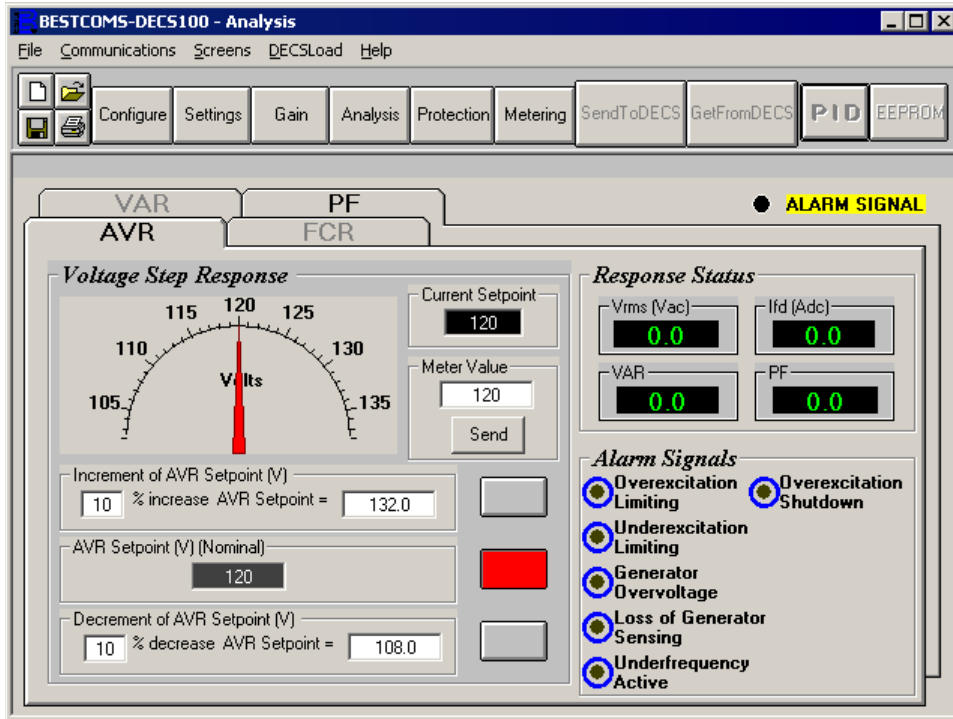 BESTCOMS-DECS100 - Analysis
File Communications Screens DECSLoad Help
Configure Settings Gain Analysis Protection Metering SendToDECS GetFromDECS PID EEPROM
VAR PF
ALARM SIGNAL
AVR FCR
Voltage Step Response
105 110 115 120 125 130 135
Volts
Current Setpoint
120
Meter Value
120
Send
Increment of AVR Setpoint (V)
10 % increase AVR Setpoint = 132.0
AVR Setpoint (V) (Nominal)
120
Decrement of AVR Setpoint (V)
10 % decrease AVR Setpoint = 108.0
Response Status
Vrms (Vac) Ifd (Adc)
0.0 0.0
VAR PF
0.0 0.0
Alarm Signals
Overexcitation
Limiting
Overexcitation
Shutdown
Underexcitation
Limiting
Generator
Overvoltage
Loss of Generator
Sensing
Underfrequency
Active